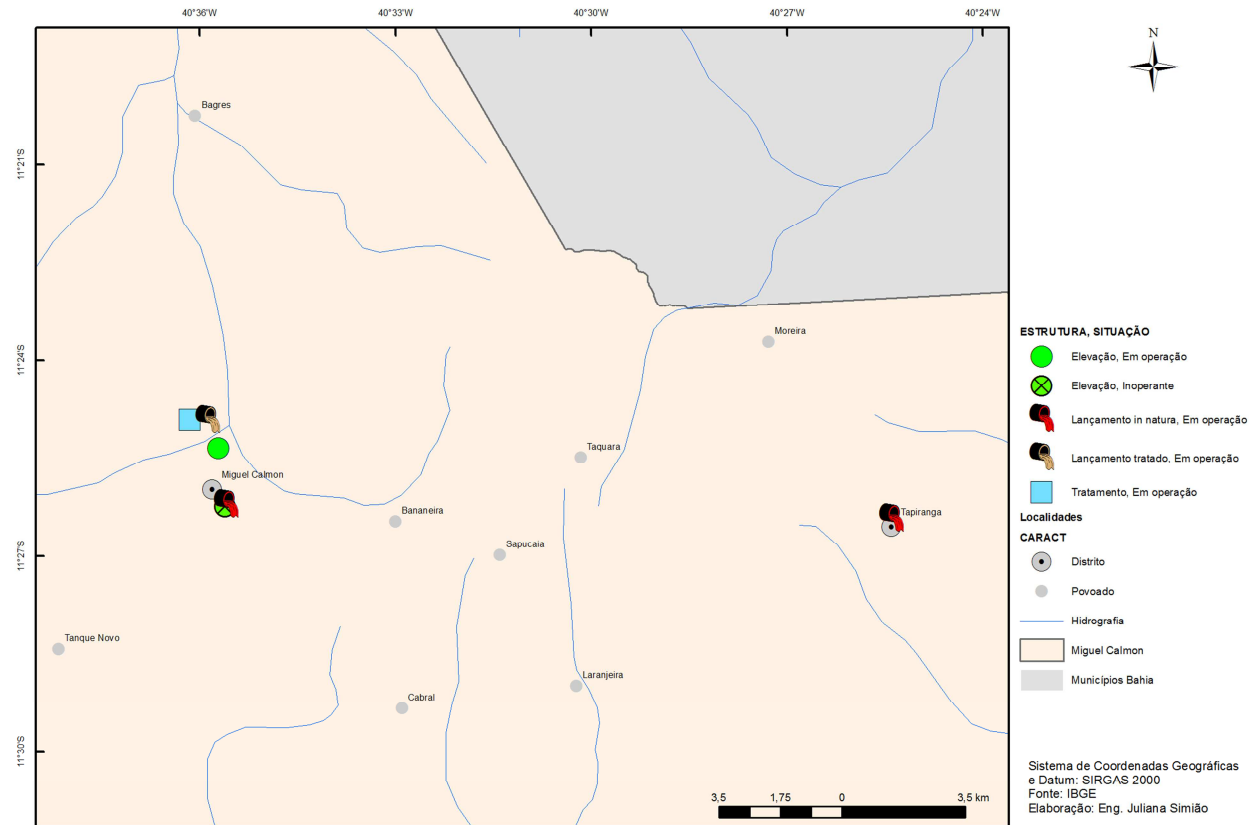 40°36'W 40°33'W 40°30'W 40°27'W 40°24'W
N
Bagres
11°21'S
Moreira
11°24'S
Taquara
Miguel Calmon
Bananeira
Tapiranga
Sapucaia
11°27'S
Tanque Novo
Laranjeira
Cabral
11°30'S
3,5 1,75 0 3,5 km
ESTRUTURA, SITUAÇÃO
Elevação, Em operação
Elevação, Inoperante
Lançamento in natura, Em operação
Lançamento tratado, Em operação
Tratamento, Em operação
Localidades
CARACT
Distrito
Povoado
Hidrografia
Miguel Calmon
Municípios Bahia
Sistema de Coordenadas Geográficas
e Datum: SIRGAS 2000
Fonte: IBGE
Elaboração: Eng. Juliana Simião